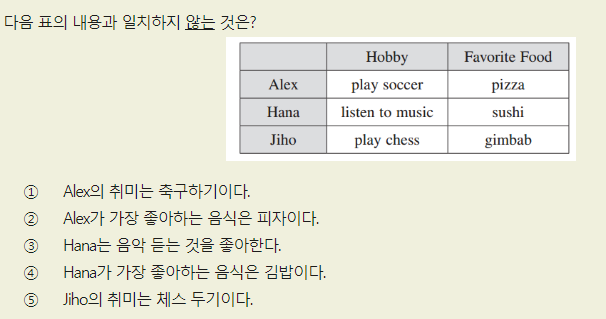 다음 표의 내용과 일치하지 않는 것은?
Hobby Favorite Food
Alex play soccer pizza
Hana listen to music sushi
Jiho play chess gimbab
① Alex의 취미는 축구하기이다.
② Alex가 가장 좋아하는 음식은 피자이다.
③ Hana는 음악 듣는 것을 좋아한다.
④ Hana가 가장 좋아하는 음식은 김밥이다.
⑤ Jiho의 취미는 체스 두기이다.